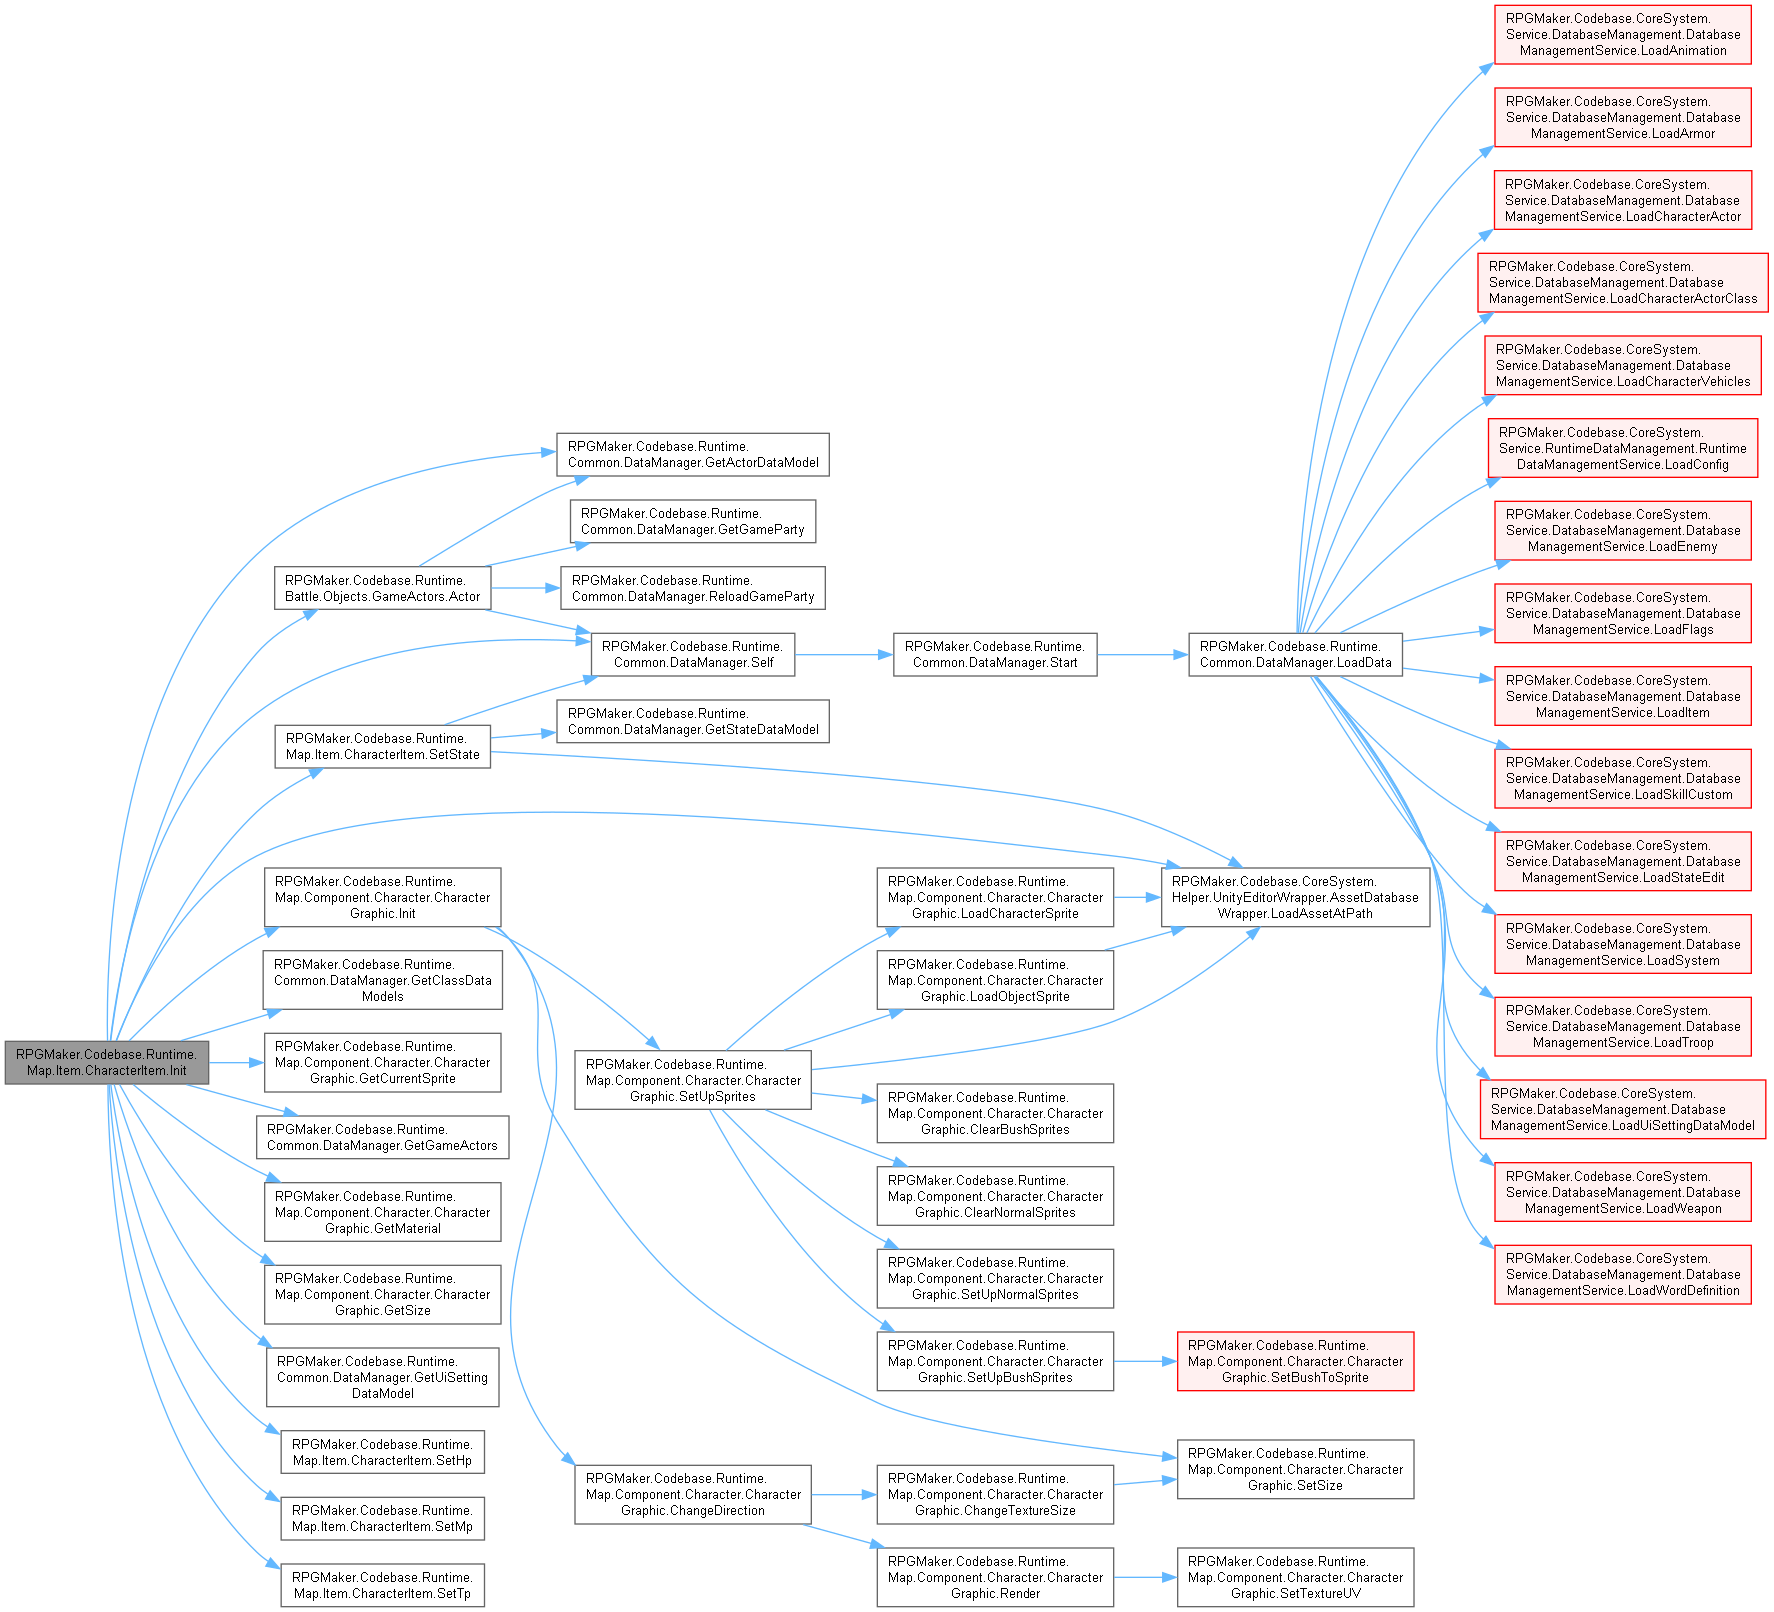 RPGMaker.Codebase.Runtime.
Map.Item.CharacterItem.Init
RPGMaker.Codebase.Runtime.
Common.DataManager.GetActorDataModel
RPGMaker.Codebase.Runtime.
Battle.Objects.GameActors.Actor
RPGMaker.Codebase.Runtime.
Common.DataManager.GetGameParty
RPGMaker.Codebase.Runtime.
Common.DataManager.ReloadGameParty
RPGMaker.Codebase.Runtime.
Common.DataManager.Self
RPGMaker.Codebase.Runtime.
Common.DataManager.Start
RPGMaker.Codebase.Runtime.
Common.DataManager.LoadData
RPGMaker.Codebase.CoreSystem.
Service.DatabaseManagement.Database
ManagementService.LoadAnimation
RPGMaker.Codebase.CoreSystem.
Service.DatabaseManagement.Database
ManagementService.LoadArmor
RPGMaker.Codebase.CoreSystem.
Service.DatabaseManagement.Database
ManagementService.LoadCharacterActor
RPGMaker.Codebase.CoreSystem.
Service.DatabaseManagement.Database
ManagementService.LoadCharacterActorClass
RPGMaker.Codebase.CoreSystem.
Service.DatabaseManagement.Database
ManagementService.LoadCharacterVehicles
RPGMaker.Codebase.CoreSystem.
Service.RuntimeDataManagement.Runtime
DataManagementService.LoadConfig
RPGMaker.Codebase.CoreSystem.
Service.DatabaseManagement.Database
ManagementService.LoadEnemy
RPGMaker.Codebase.CoreSystem.
Service.DatabaseManagement.Database
ManagementService.LoadFlags
RPGMaker.Codebase.CoreSystem.
Service.DatabaseManagement.Database
ManagementService.LoadItem
RPGMaker.Codebase.CoreSystem.
Service.DatabaseManagement.Database
ManagementService.LoadSkillCustom
RPGMaker.Codebase.CoreSystem.
Service.DatabaseManagement.Database
ManagementService.LoadStateEdit
RPGMaker.Codebase.CoreSystem.
Service.DatabaseManagement.Database
ManagementService.LoadSystem
RPGMaker.Codebase.CoreSystem.
Service.DatabaseManagement.Database
ManagementService.LoadTroop
RPGMaker.Codebase.CoreSystem.
Service.DatabaseManagement.Database
ManagementService.LoadUiSettingDataModel
RPGMaker.Codebase.CoreSystem.
Service.DatabaseManagement.Database
ManagementService.LoadWeapon
RPGMaker.Codebase.CoreSystem.
Service.DatabaseManagement.Database
ManagementService.LoadWordDefinition
RPGMaker.Codebase.Runtime.
Map.Item.CharacterItem.SetState
RPGMaker.Codebase.Runtime.
Common.DataManager.GetStateDataModel
RPGMaker.Codebase.CoreSystem.
Helper.UnityEditorWrapper.AssetDatabase
Wrapper.LoadAssetAtPath
RPGMaker.Codebase.Runtime.
Map.Component.Character.Character
Graphic.Init
RPGMaker.Codebase.Runtime.
Map.Component.Character.Character
Graphic.SetUpSprites
RPGMaker.Codebase.Runtime.
Map.Component.Character.Character
Graphic.LoadCharacterSprite
RPGMaker.Codebase.Runtime.
Map.Component.Character.Character
Graphic.LoadObjectSprite
RPGMaker.Codebase.Runtime.
Map.Component.Character.Character
Graphic.ClearBushSprites
RPGMaker.Codebase.Runtime.
Map.Component.Character.Character
Graphic.ClearNormalSprites
RPGMaker.Codebase.Runtime.
Map.Component.Character.Character
Graphic.SetUpNormalSprites
RPGMaker.Codebase.Runtime.
Map.Component.Character.Character
Graphic.SetUpBushSprites
RPGMaker.Codebase.Runtime.
Map.Component.Character.Character
Graphic.SetBushToSprite
RPGMaker.Codebase.Runtime.
Map.Component.Character.Character
Graphic.ChangeDirection
RPGMaker.Codebase.Runtime.
Map.Component.Character.Character
Graphic.ChangeTextureSize
RPGMaker.Codebase.Runtime.
Map.Component.Character.Character
Graphic.SetSize
RPGMaker.Codebase.Runtime.
Map.Component.Character.Character
Graphic.Render
RPGMaker.Codebase.Runtime.
Map.Component.Character.Character
Graphic.SetTextureUV
RPGMaker.Codebase.Runtime.
Common.DataManager.GetClassData
Models
RPGMaker.Codebase.Runtime.
Map.Component.Character.Character
Graphic.GetCurrentSprite
RPGMaker.Codebase.Runtime.
Common.DataManager.GetGameActors
RPGMaker.Codebase.Runtime.
Map.Component.Character.Character
Graphic.GetMaterial
RPGMaker.Codebase.Runtime.
Map.Component.Character.Character
Graphic.GetSize
RPGMaker.Codebase.Runtime.
Common.DataManager.GetUiSetting
DataModel
RPGMaker.Codebase.Runtime.
Map.Item.CharacterItem.SetHp
RPGMaker.Codebase.Runtime.
Map.Item.CharacterItem.SetMp
RPGMaker.Codebase.Runtime.
Map.Item.CharacterItem.SetTp